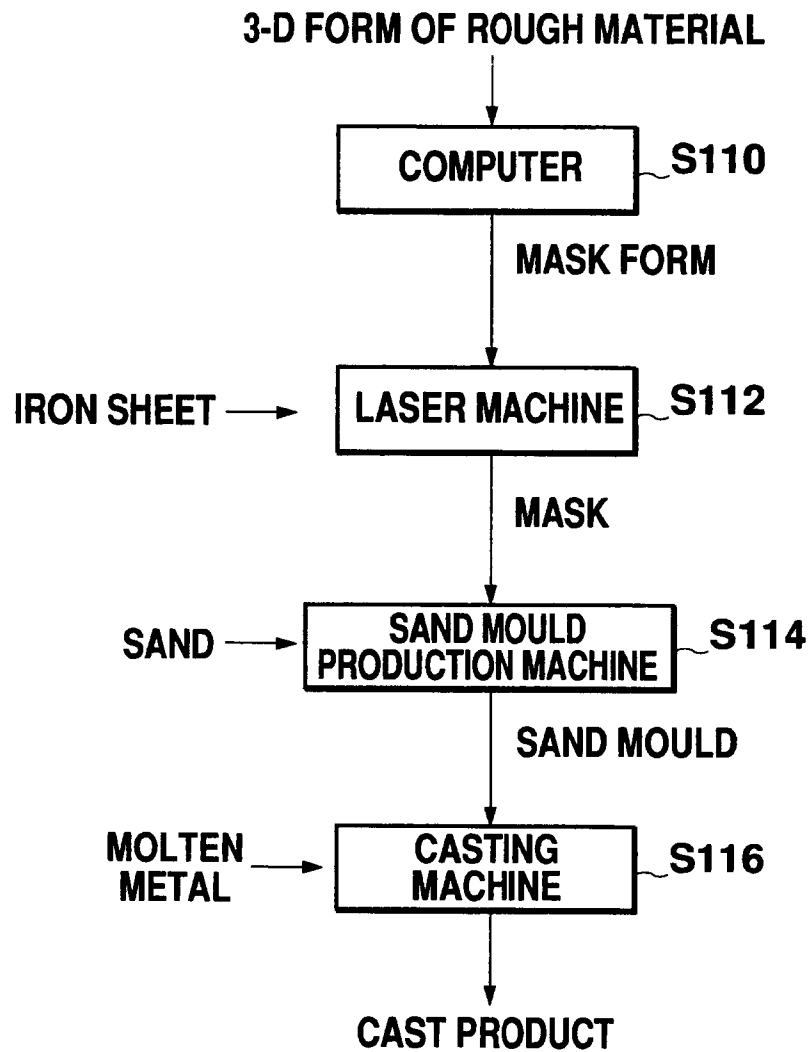 3-D FORM OF ROUGH MATERIAL
COMPUTER
S110
MASK FORM
IRON SHEET
LASER MACHINE
S112
MASK
SAND
SAND MOULD
PRODUCTION MACHINE
S114
SAND MOULD
MOLTEN
METAL
CASTING
MACHINE
S116
CAST PRODUCT